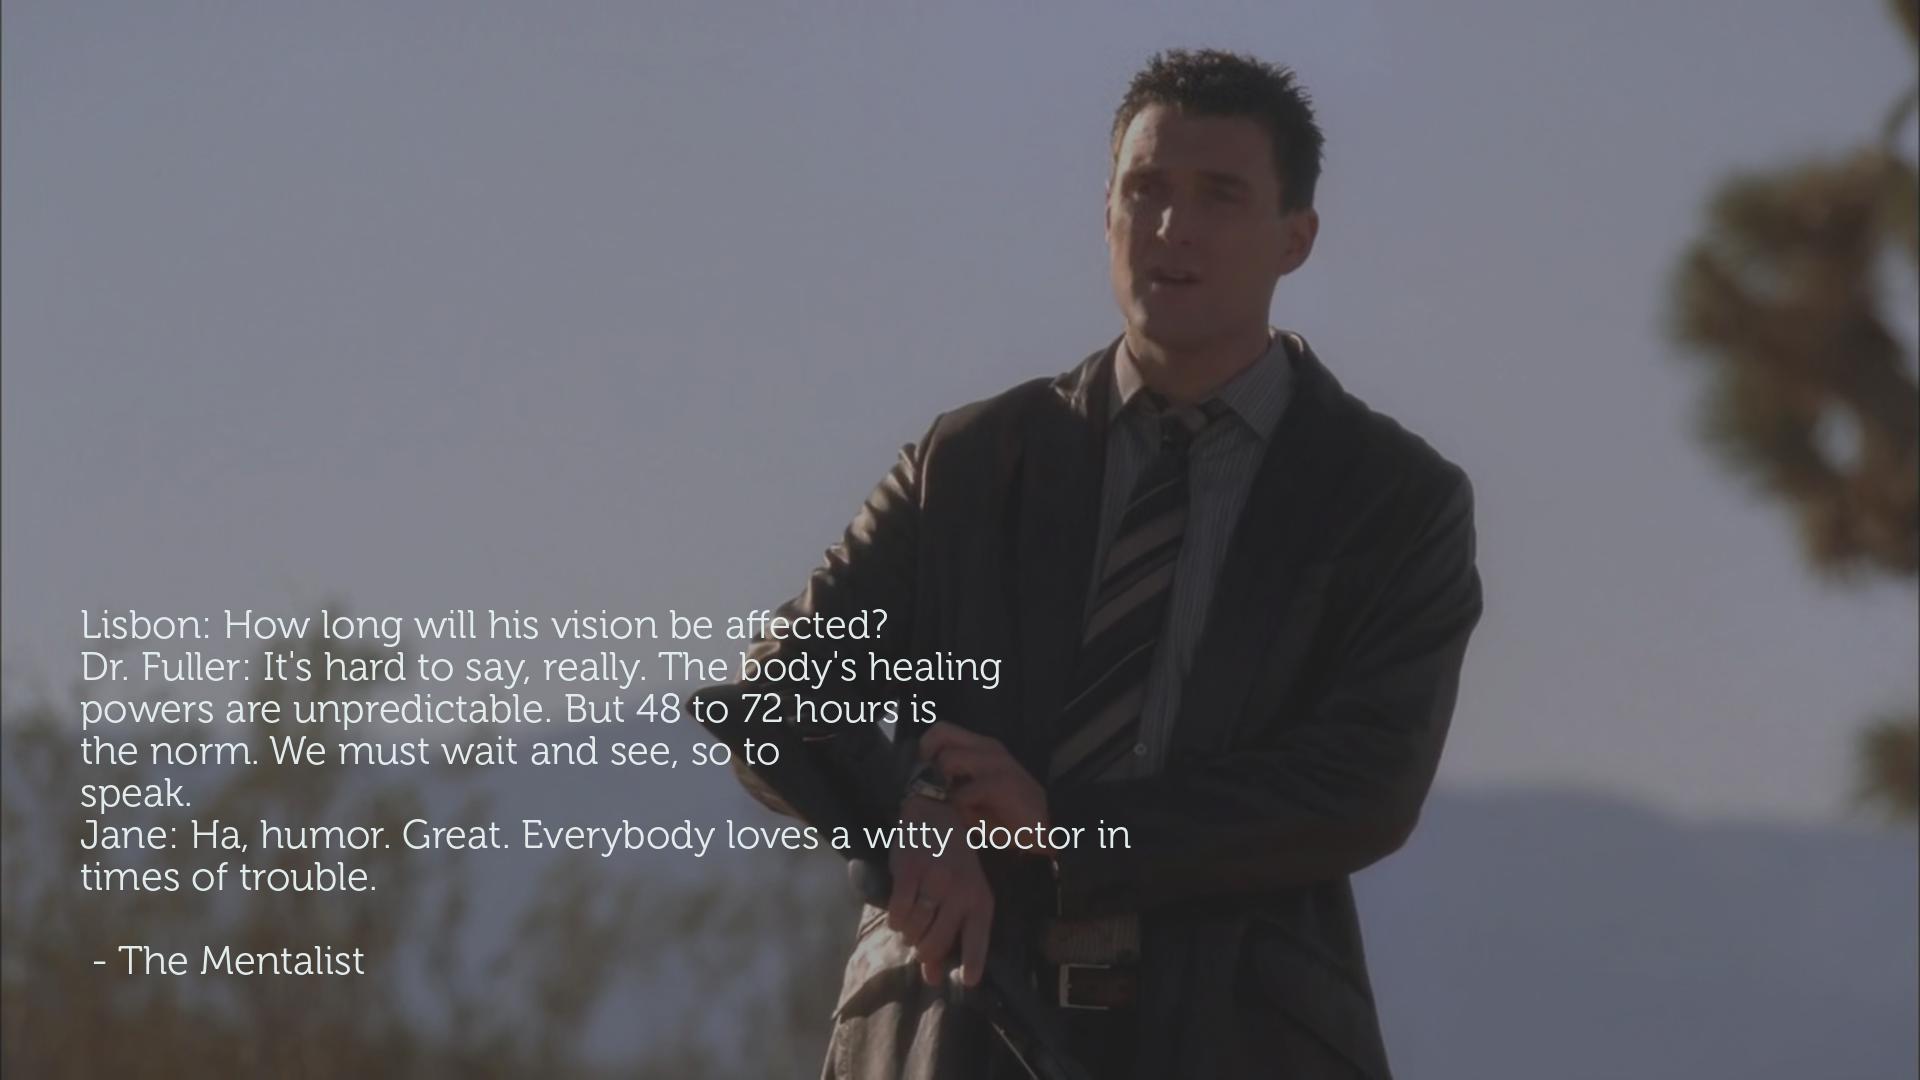 Lisbon: How long will his vision be affected?
Dr. Fuller: It's hard to say, really. The body's healing
powers are unpredictable. But 48 to 72 hours is
the norm. We must wait and see, so to
speak.
Jane: Ha, humor. Great. Everybody loves a witty doctor in
times of trouble.
- The Mentalist